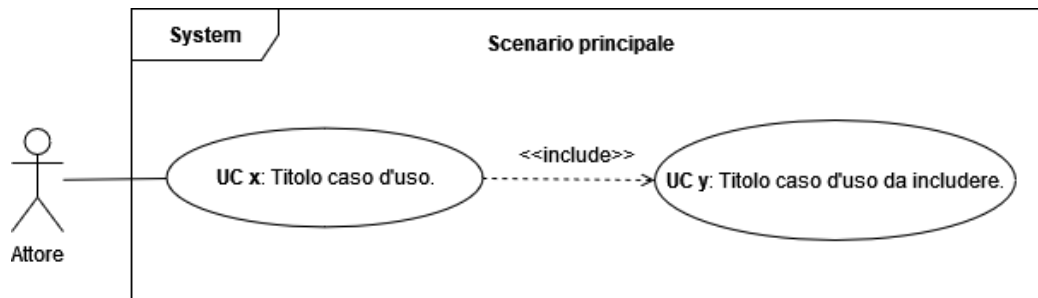 System
Scenario principale
<<include>>
UC x: Titolo caso d'uso.
UC y: Titolo caso d'uso da includere.
Attore